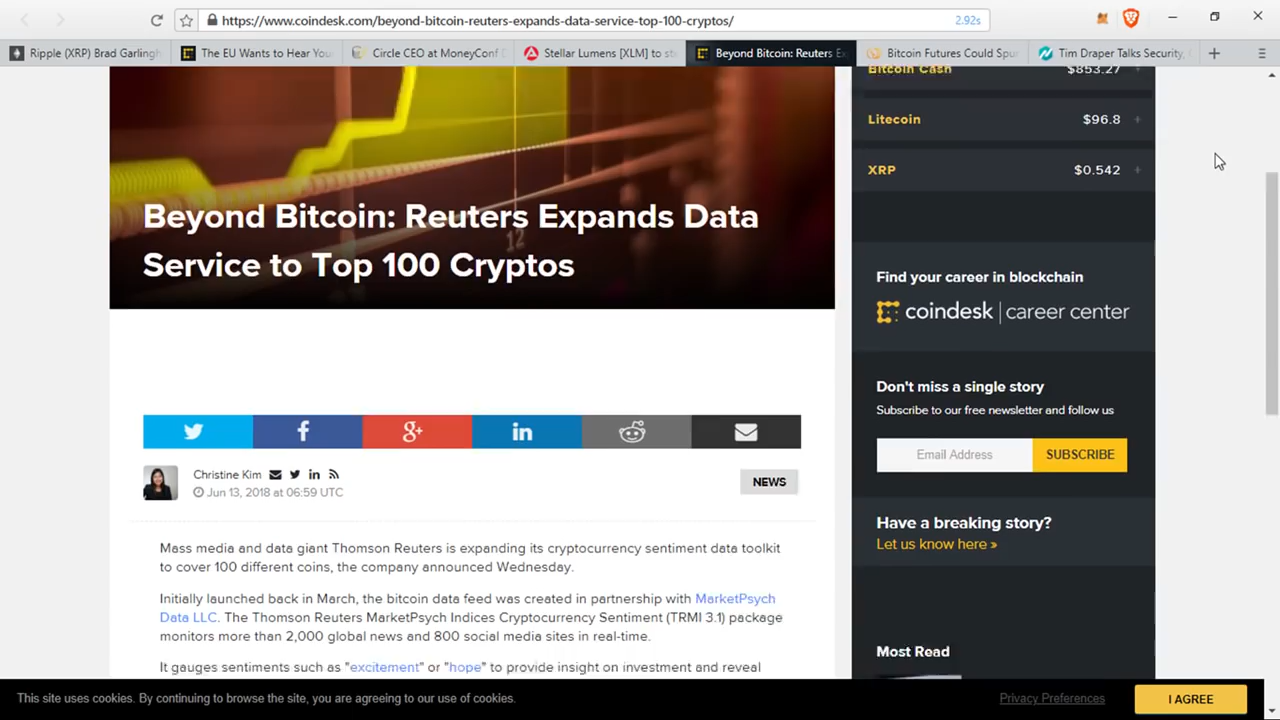 https://www.coindesk.com/beyond-bitcoin-reuters-expands-data-service-top-100-cryptos/
2.92s
Ripple (XRP) Brad Garlingh
The EU Wants to Hear You
Circle CEO at MoneyConf
Stellar Lumens [XLM] to s
Beyond Bitcoin: Reuters Ex
Bitcoin Futures Could Spu
Tim Draper Talks Security,
Bitcoin Cash $853.27 +
Litecoin $96.8 +
XRP $0.542 +
12
Beyond Bitcoin: Reuters Expands Data
Service to Top 100 Cryptos
Christine Kim
Jun 13, 2018 at 06:59 UTC
NEWS
Mass media and data giant Thomson Reuters is expanding its cryptocurrency sentiment data toolkit
to cover 100 different coins, the company announced Wednesday.
Initially launched back in March, the bitcoin data feed was created in partnership with MarketPsych
Data LLC. The Thomson Reuters MarketPsych Indices Cryptocurrency Sentiment (TRMI 3.1) package
monitors more than 2,000 global news and 800 social media sites in real-time.
It gauges sentiments such as "excitement" or "hope" to provide insight on investment and reveal
Find your career in blockchain
coindesk | career center
Don't miss a single story
Subscribe to our free newsletter and follow us
Email Address
SUBSCRIBE
Have a breaking story?
Let us know here »
Most Read
This site uses cookies. By continuing to browse the site, you are agreeing to our use of cookies.
Privacy Preferences
I AGREE